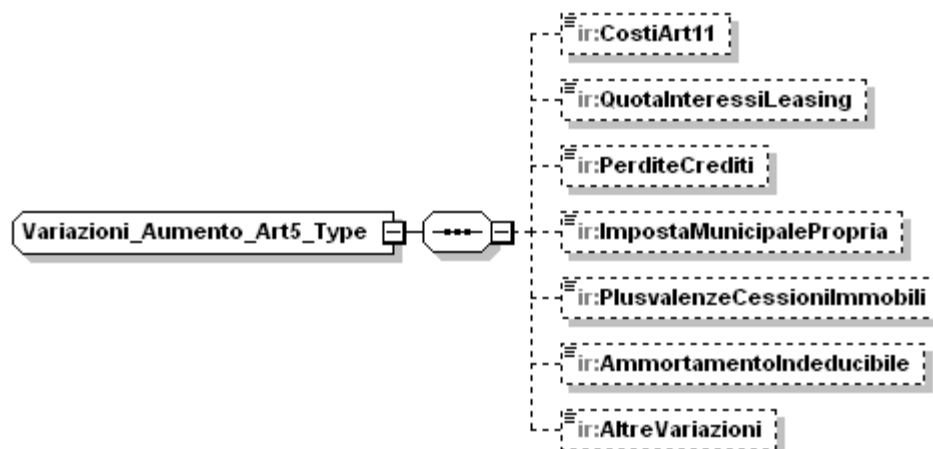 ir:CostiArt11
ir:QuotaInteressiLeasing
ir:PerditeCrediti
Variazioni_Aumento_Art5_Type
ir:ImpostaMunicipalePropria
ir:PlusvalenzeCessioniImmobili
ir:AmmortamentoIndeducibile
ir:AltreVariazioni